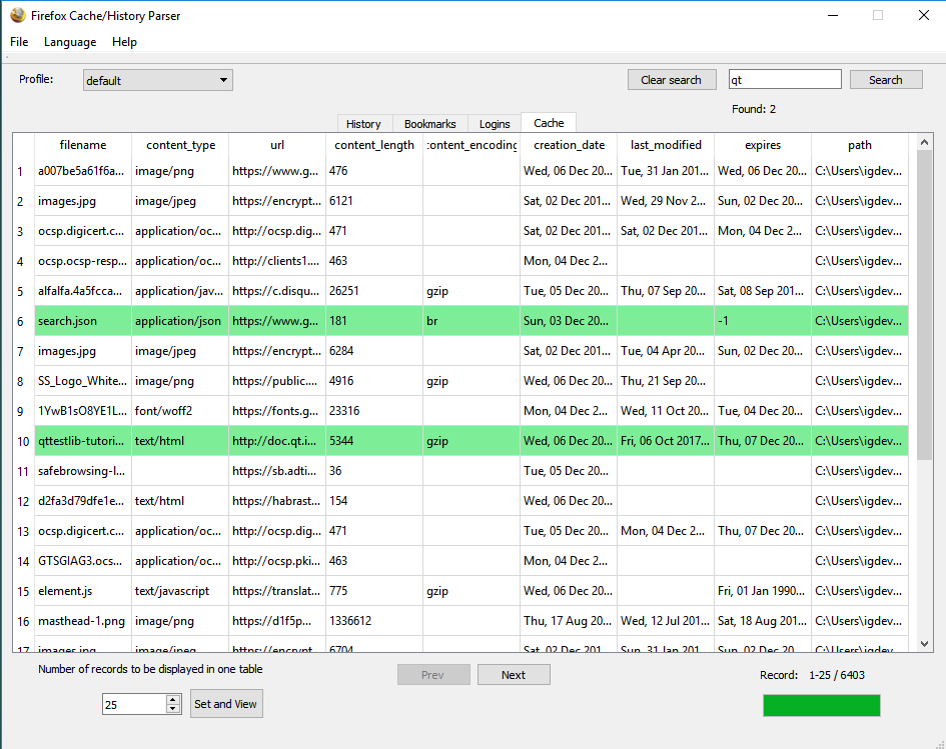 Firefox Cache/History Parser
File Language Help
Profile: default Clear search qt Search
Found: 2
History Bookmarks Logins Cache
filename content_type url content_length :ontent_encoding creation_date last_modified expires path
1 a007be5a61f6a... image/png https://www.g... 476 Wed, 06 Dec 20... Tue, 31 Jan 201... Wed, 06 Dec 20... C:\Users\igdev...
2 images.jpg image/jpeg https://encrypt... 6121 Sat, 02 Dec 201... Wed, 29 Nov 2... Sun, 02 Dec 20... C:\Users\igdev...
3 ocsp.digicert.c... application/oc... http://ocsp.dig... 471 Sat, 02 Dec 201... Sat, 02 Dec 201... Mon, 04 Dec 2... C:\Users\igdev...
4 ocsp.ocsp-resp... application/oc... http://clients1.... 463 Mon, 04 Dec 2... C:\Users\igdev...
5 alfalfa.4a5fcca... application/jav... https://c.disqu... 26251 gzip Tue, 05 Dec 20... Thu, 07 Sep 20... Sat, 08 Sep 201... C:\Users\igdev...
6 search.json application/json https://www.g... 181 br Sun, 03 Dec 20... -1 C:\Users\igdev...
7 images.jpg image/jpeg https://encrypt... 6284 Sat, 02 Dec 201... Tue, 04 Apr 20... Sun, 02 Dec 20... C:\Users\igdev...
8 SS_Logo_White... image/png https://public.... 4916 gzip Wed, 06 Dec 20... Thu, 21 Sep 20... C:\Users\igdev...
9 1YwB1sO8YE1L... font/woff2 https://fonts.g... 23316 Mon, 04 Dec 2... Wed, 11 Oct 20... Tue, 04 Dec 20... C:\Users\igdev...
10 qttestlib-tutori... text/html http://doc.qt.i... 5344 gzip Wed, 06 Dec 20... Fri, 06 Oct 2017... Thu, 07 Dec 20... C:\Users\igdev...
11 safebrowsing-l... https://sb.adti... 36 Tue, 05 Dec 20... C:\Users\igdev...
12 d2fa3d79dfe1e... text/html https://habrast... 154 Wed, 06 Dec 20... C:\Users\igdev...
13 ocsp.digicert.c... application/oc... http://ocsp.dig... 471 Tue, 05 Dec 20... Mon, 04 Dec 2... Thu, 07 Dec 20... C:\Users\igdev...
14 GTSGIAG3.ocs... application/oc... http://ocsp.pki... 463 Mon, 04 Dec 2... C:\Users\igdev...
15 element.js text/javascript https://translat... 775 gzip Wed, 06 Dec 20... Fri, 01 Jan 1990... C:\Users\igdev...
16 masthead-1.png image/png https://d1f5p... 1336612 Thu, 17 Aug 20... Wed, 12 Jul 201... Sat, 18 Aug 201... C:\Users\igdev...
17 images.jpg image/jpeg https://encrypt... 6704 Sat, 02 Dec 201... Sun, 31 Jan 201... Sun, 02 Dec 20... C:\Users\igdev...
Number of records to be displayed in one table Prev Next Record: 1-25 / 6403
25 Set and View